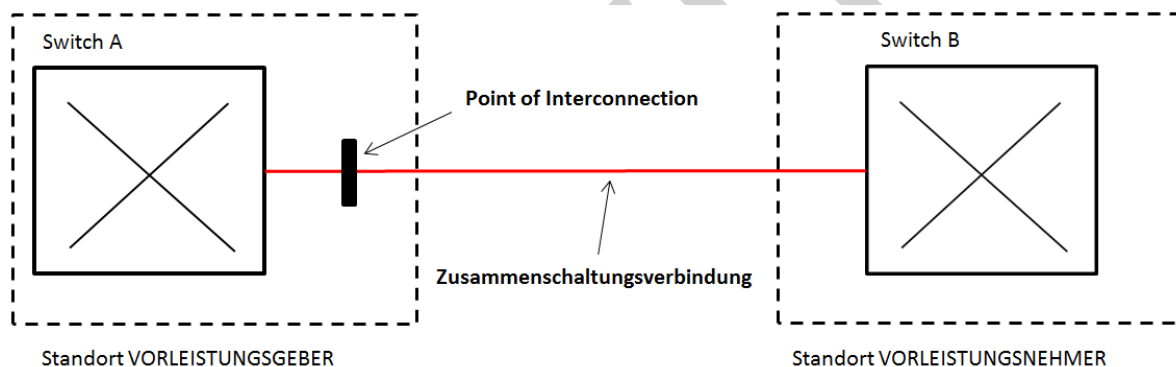 Switch A
Switch B
Point of Interconnection
Zusammenschaltungsverbindung
Standort VORLEISTUNGSGEBER
Standort VORLEISTUNGSNEHMER